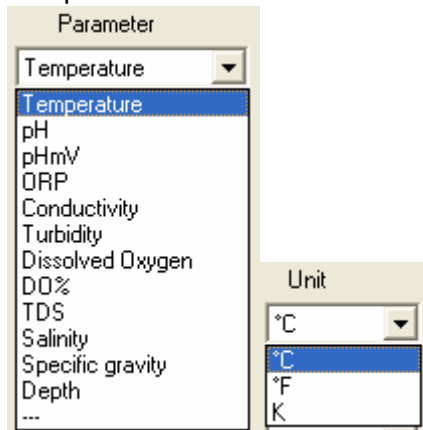 Parameter
Temperature
Temperature
pH
pHmV
ORP
Conductivity
Turbidity
Dissolved Oxygen
DO%
TDS
Salinity
Specific gravity
Depth
---
Unit
°C
°C
°F
K